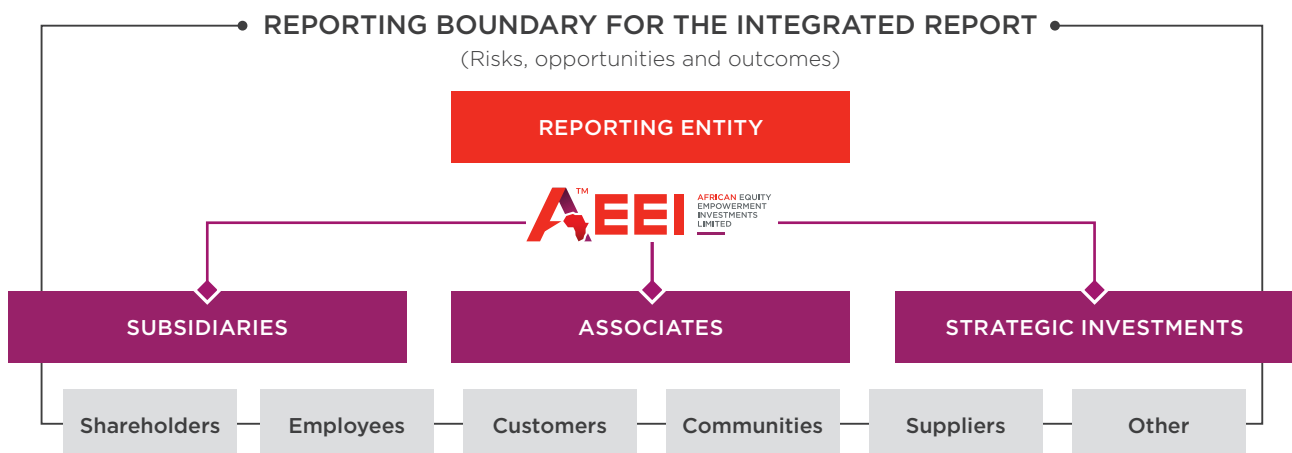 REPORTING BOUNDARY FOR THE INTEGRATED REPORT
(Risks, opportunities and outcomes)
REPORTING ENTITY
AEEI™
AFRICAN EQUITY
EMPOWERMENT
INVESTMENTS
LIMITED
SUBSIDIARIES
ASSOCIATES
STRATEGIC INVESTMENTS
Shareholders
Employees
Customers
Communities
Suppliers
Other